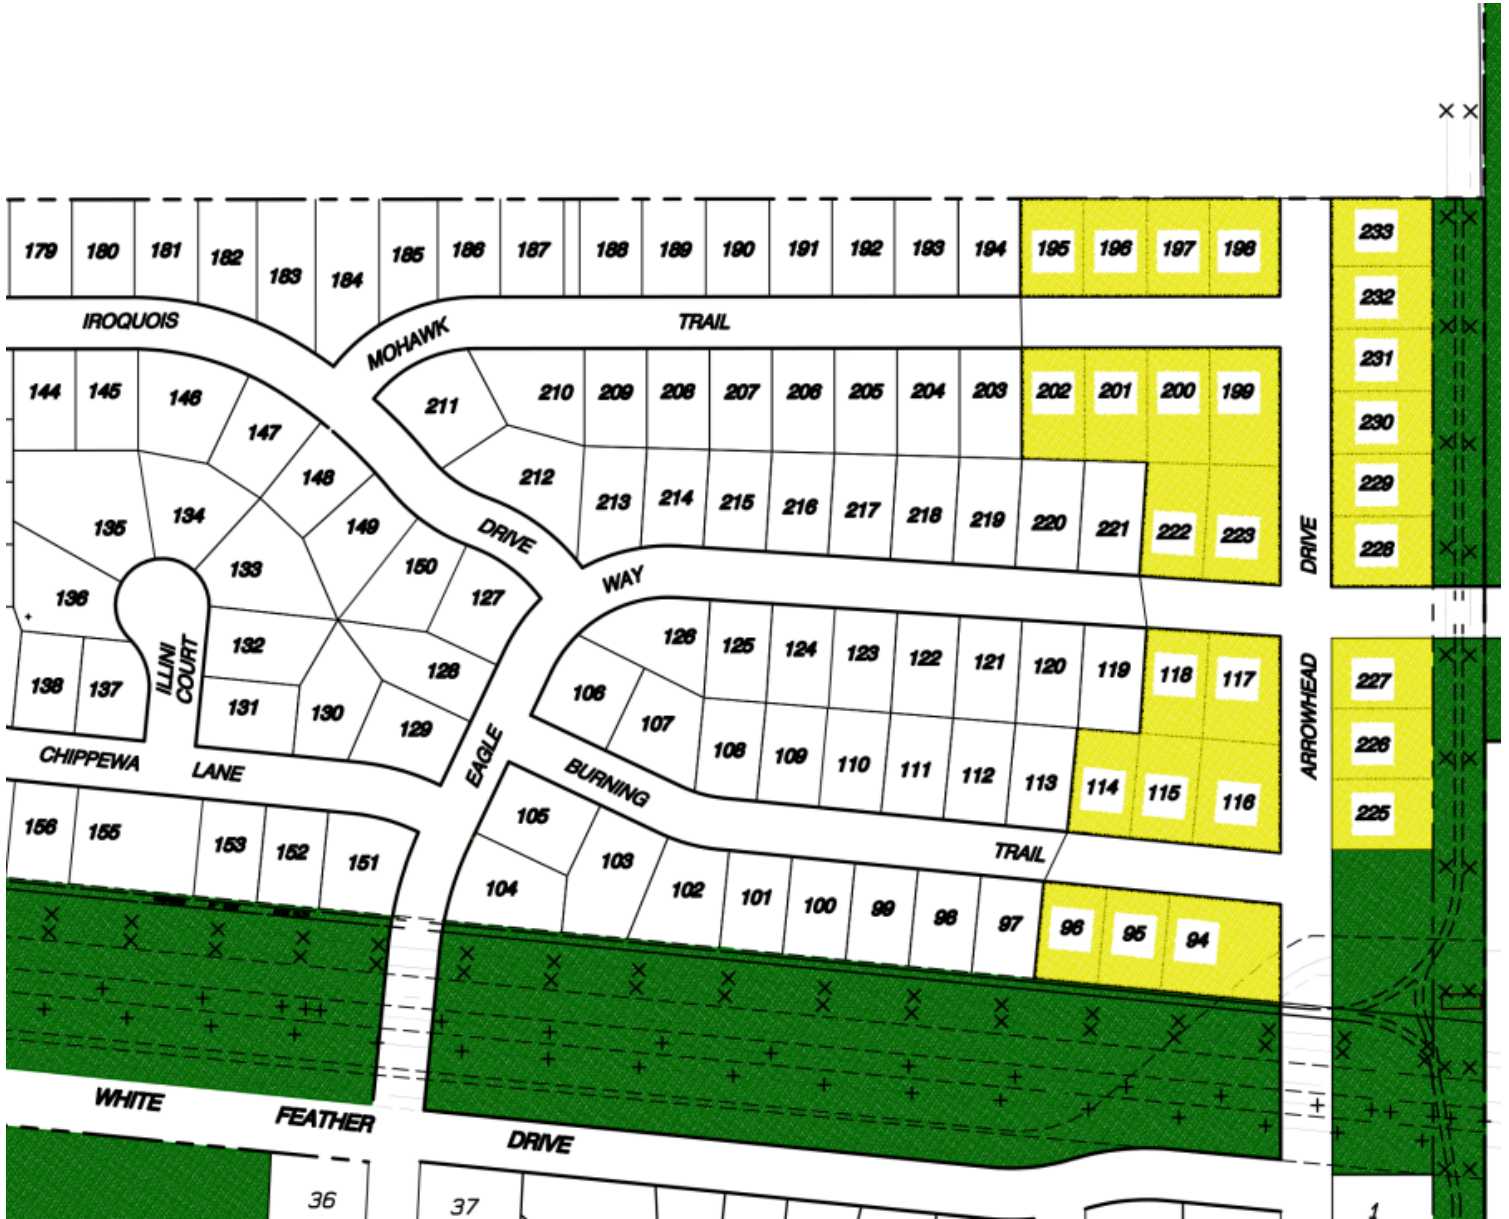 179 180 181 182 183 184 185 186 187 188 189 190 191 192 193 194 195 196 197 198 233
232
IROQUOIS MOHAWK TRAIL
231
144 145 146 147 211 210 209 208 207 206 205 204 203 202 201 200 199
230
148 212 229
135 134 149 213 214 215 216 217 218 219 220 221 222 223
DRIVE
DRIVE
228
136 133 150 127 WAY
132 128 126 125 124 123 122 121 120 119 118 117 227
138 137 ILLINI
COURT
131 130 129 106 107
ARROWHEAD
CHIPPEWA LANE EAGLE 108 109 110 111 112 113 114 115 116 226
BURNING
156 155 153 152 151 105 225
TRAIL
104 103 102 101 100 99 98 97 96 95 94
WHITE FEATHER DRIVE
36 37 1